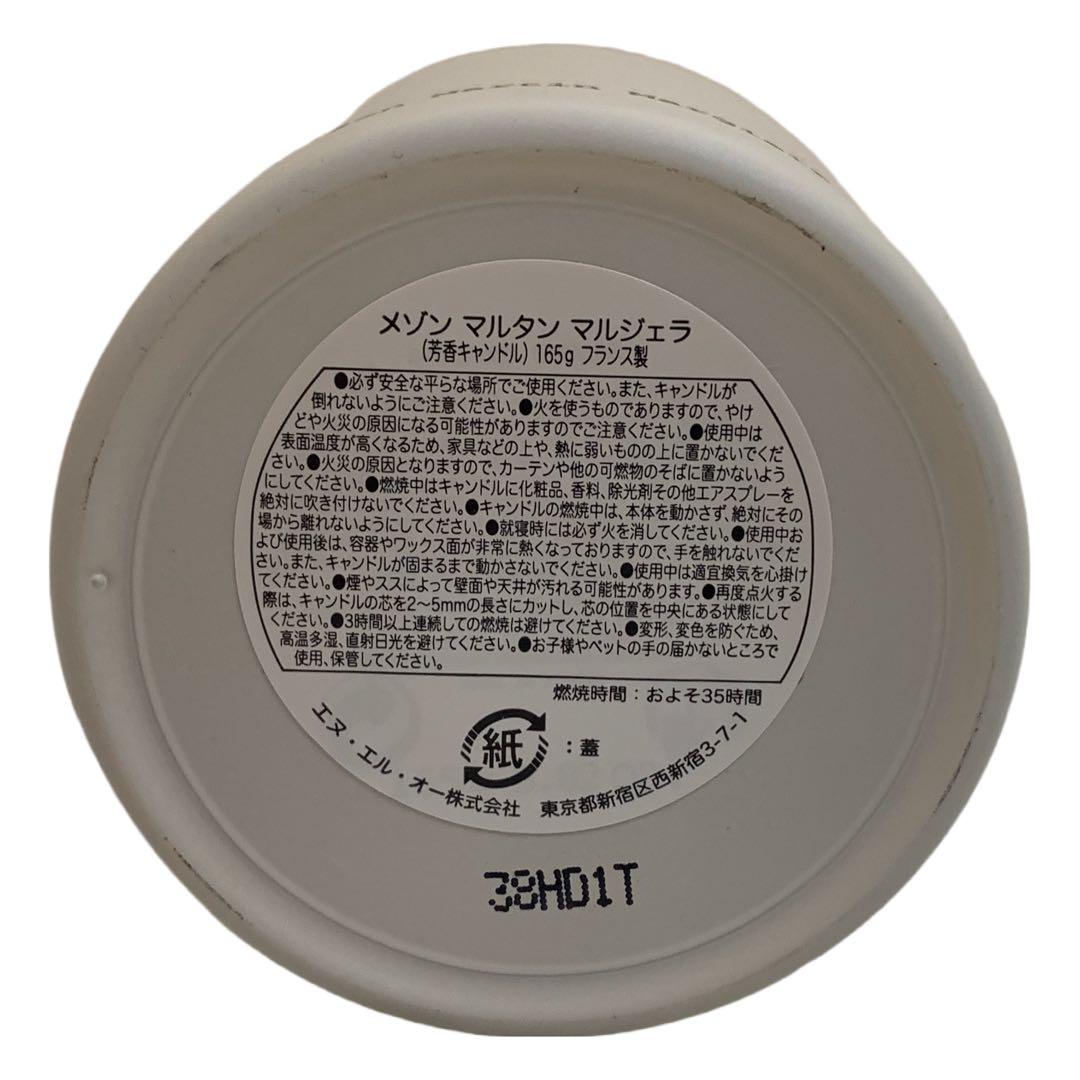 メゾン マルタン マルジェラ
(芳香キャンドル) 165g フランス製
●必ず安全な平らな場所でご使用ください。また、キャンドルが
倒れないようにご注意ください。●火を使うものでありますので、やけ
どや火災の原因になる可能性がありますのでご注意ください。●使用中は
表面温度が高くなるため、家具などの上や、熱に弱いものの上に置かないでくだ
さい。●火災の原因となりますので、カーテンや他の可燃物のそばに置かないよう
にしてください。●燃焼中はキャンドルに化粧品、香料、除光剤その他エアスプレーを
絶対に吹き付けないでください。●キャンドルの燃焼中は、本体を動かさず、絶対にその
場から離れないようにしてください。●就寝時には必ず火を消してください。●使用中お
よび使用後は、容器やワックス面が非常に熱くなっておりますので、手を触れないでくだ
さい。また、キャンドルが固まるまで動かさないでください。●使用中は適宜換気を心掛け
てください。●煙やススによって壁面や天井が汚れる可能性があります。●再度点火する
際は、キャンドルの芯を2〜5mmの長さにカットし、芯の位置を中央にある状態にして
ください。●3時間以上連続しての燃焼は避けてください。●変形、変色を防ぐため、
高温多湿、直射日光を避けてください。●お子様やペットの手の届かないところで
使用、保管してください。
燃焼時間：およそ35時間
紙 ：蓋
エヌ・エル・オー株式会社 東京都新宿区西新宿3-7-1
38HD1T